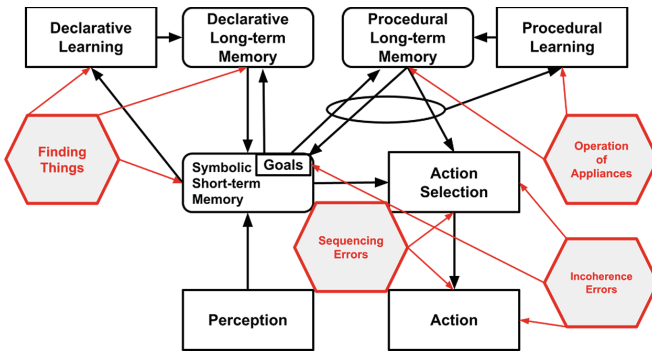 Declarative
Learning
Declarative
Long-term
Memory
Procedural
Long-term
Memory
Procedural
Learning
Finding
Things
Symbolic
Short-term
Memory
Goals
Action
Selection
Operation
of
Appliances
Sequencing
Errors
Incoherence
Errors
Perception
Action